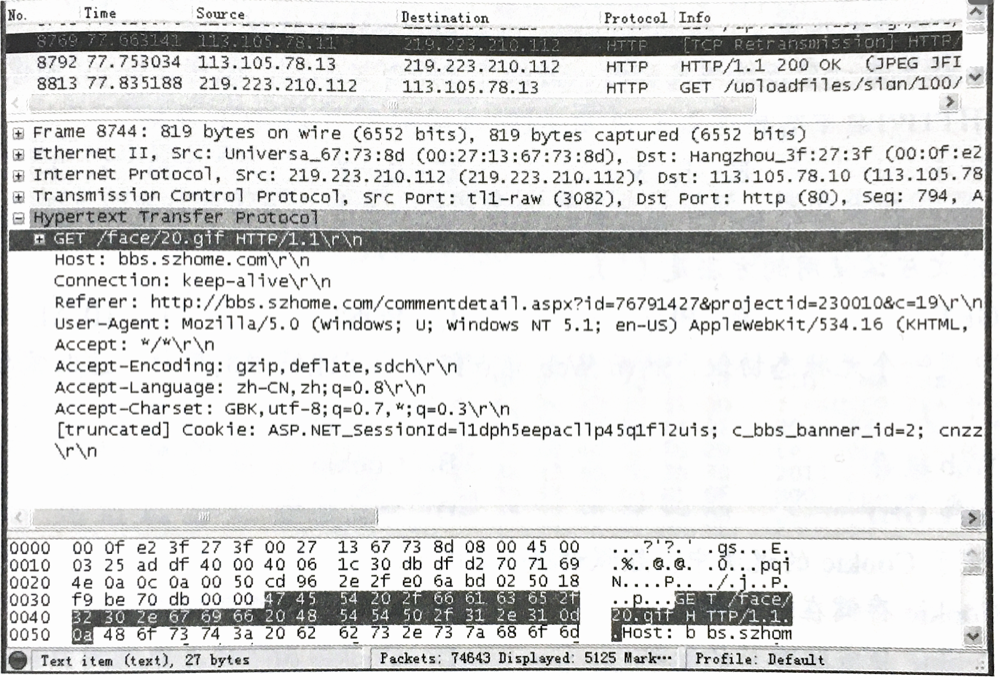 No. Time Source Destination Protocol Info
8769 77.663141 113.105.78.11 219.223.210.112 HTTP [TCP Retransmission] HTTP/
8792 77.753034 113.105.78.13 219.223.210.112 HTTP HTTP/1.1 200 OK (JPEG JFI
8813 77.835188 219.223.210.112 113.105.78.13 HTTP GET /uploadfiles/sign/100/
Frame 8744: 819 bytes on wire (6552 bits), 819 bytes captured (6552 bits)
Ethernet II, Src: Universa_67:73:8d (00:27:13:67:73:8d), Dst: Hangzhou_3f:27:3f (00:0f:e2
Internet Protocol, Src: 219.223.210.112 (219.223.210.112), Dst: 113.105.78.10 (113.105.78
Transmission Control Protocol, Src Port: tl1-raw (3082), Dst Port: http (80), Seq: 794, A
Hypertext Transfer Protocol
GET /face/20.gif HTTP/1.1\r\n
Host: bbs.szhome.com\r\n
Connection: keep-alive\r\n
Referer: http://bbs.szhome.com/commentdetail.aspx?id=76791427&projectid=230010&c=19\r\n
User-Agent: Mozilla/5.0 (Windows; U; Windows NT 5.1; en-US) AppleWebKit/534.16 (KHTML,
Accept: */*\r\n
Accept-Encoding: gzip,deflate,sdch\r\n
Accept-Language: zh-CN,zh;q=0.8\r\n
Accept-Charset: GBK,utf-8;q=0.7,*;q=0.3\r\n
[truncated] Cookie: ASP.NET_SessionId=l1dph5eepacllp45q1fl2uis; c_bbs_banner_id=2; cnzz
\r\n
0000 00 0f e2 3f 27 3f 00 27 13 67 73 8d 08 00 45 00 ...?'?.' .gs...E.
0010 03 25 ad df 40 00 40 06 1c 30 db df d2 70 71 69 .%..@.@. .0...pqi
0020 4e 0a 0c 0a 00 50 cd 96 2e 2f e0 6a bd 02 50 18 N....P.. ./.j..P.
0030 f9 be 70 db 00 00 47 45 54 20 2f 66 61 63 65 2f ..p...GE T /face/
0040 32 30 2e 67 69 66 20 48 54 54 50 2f 31 2e 31 0d 20.gif H TTP/1.1.
0050 0a 48 6f 73 74 3a 20 62 62 73 2e 73 7a 68 6f 6d .Host: b bs.szhom
Text item (text), 27 bytes Packets: 74643 Displayed: 5125 Mark··· Profile: Default